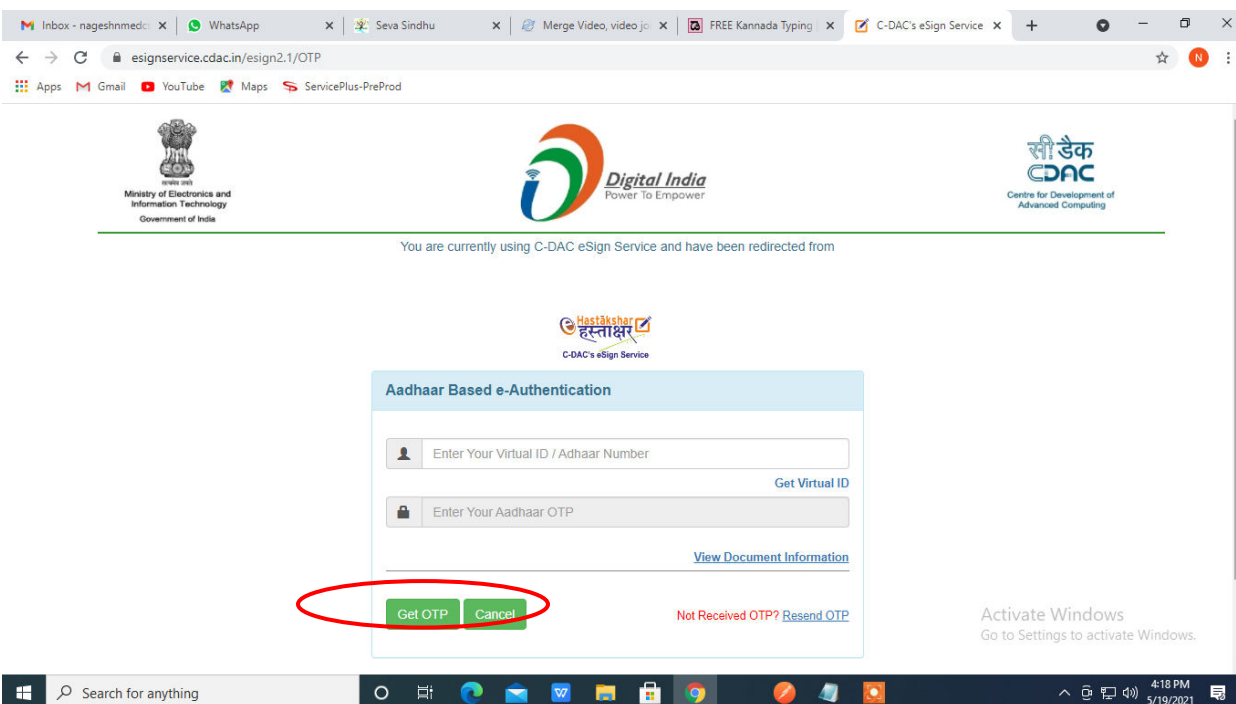 Inbox - nageshnmedc
WhatsApp
Seva Sindhu
Merge Video, video jo
FREE Kannada Typing
C-DAC's eSign Service
esignservice.cdac.in/esign2.1/OTP
N
Apps
Gmail
YouTube
Maps
ServicePlus-PreProd
सत्यमेव जयते
Ministry of Electronics and
Information Technology
Government of India
Digital India
Power To Empower
सी डैक
CDAC
Centre for Development of
Advanced Computing
You are currently using C-DAC eSign Service and have been redirected from
e Hastākshar
हस्ताक्षर
C-DAC's eSign Service
Aadhaar Based e-Authentication
Enter Your Virtual ID / Adhaar Number
Get Virtual ID
Enter Your Aadhaar OTP
View Document Information
Get OTP
Cancel
Not Received OTP? Resend OTP
Activate Windows
Go to Settings to activate Windows.
Search for anything
4:18 PM
5/19/2021